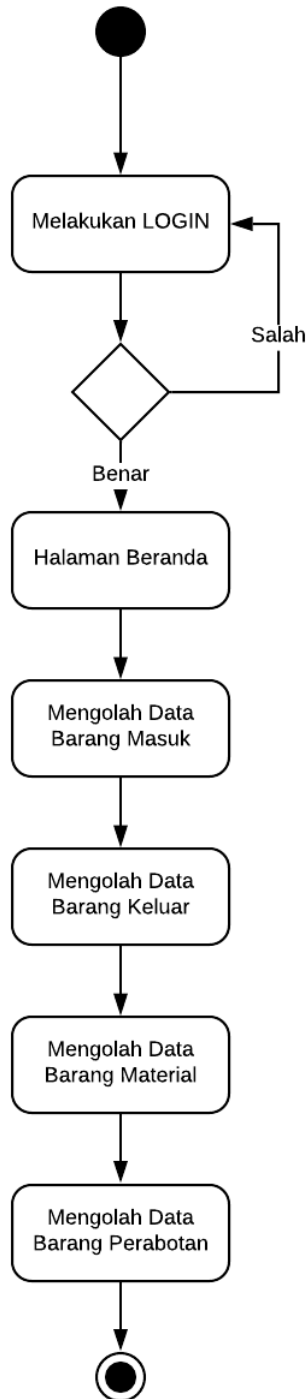 Melakukan LOGIN
Salah
Benar
Halaman Beranda
Mengolah Data
Barang Masuk
Mengolah Data
Barang Keluar
Mengolah Data
Barang Material
Mengolah Data
Barang Perabotan